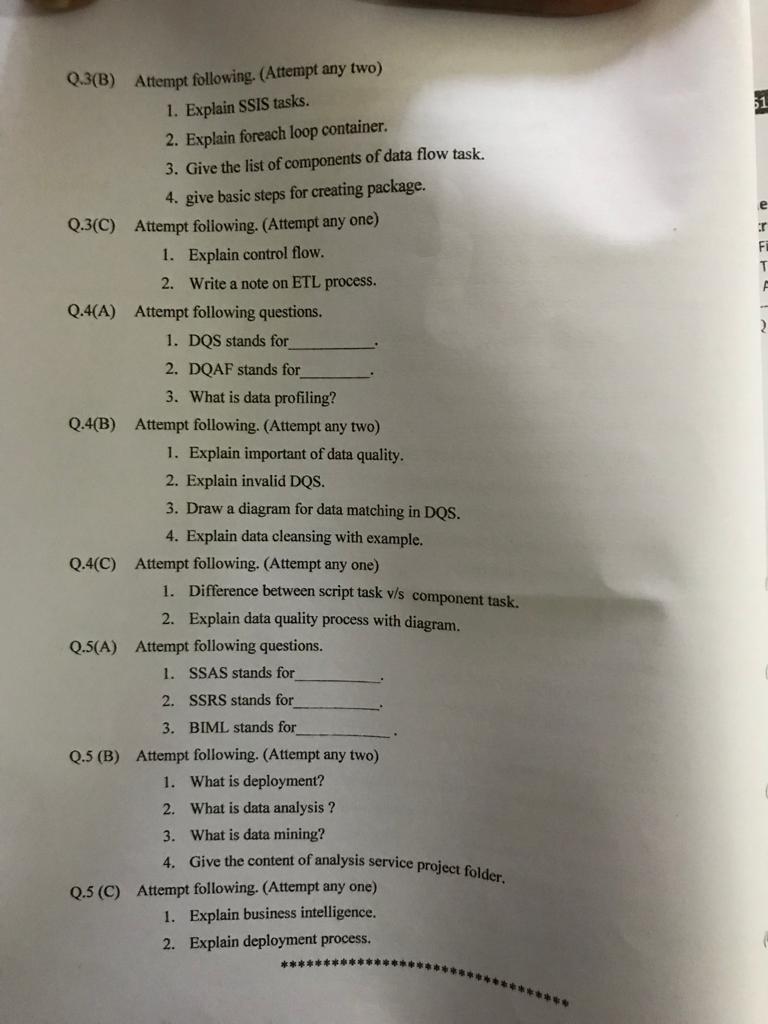 Q.3(B) Attempt following. (Attempt any two)
1. Explain SSIS tasks.
2. Explain foreach loop container.
3. Give the list of components of data flow task.
4. give basic steps for creating package.
Q.3(C) Attempt following. (Attempt any one)
1. Explain control flow.
2. Write a note on ETL process.
Q.4(A) Attempt following questions.
1. DQS stands for__________.
2. DQAF stands for________.
3. What is data profiling?
Q.4(B) Attempt following. (Attempt any two)
1. Explain important of data quality.
2. Explain invalid DQS.
3. Draw a diagram for data matching in DQS.
4. Explain data cleansing with example.
Q.4(C) Attempt following. (Attempt any one)
1. Difference between script task v/s component task.
2. Explain data quality process with diagram.
Q.5(A) Attempt following questions.
1. SSAS stands for__________.
2. SSRS stands for__________.
3. BIML stands for___________.
Q.5 (B) Attempt following. (Attempt any two)
1. What is deployment?
2. What is data analysis ?
3. What is data mining?
4. Give the content of analysis service project folder.
Q.5 (C) Attempt following. (Attempt any one)
1. Explain business intelligence.
2. Explain deployment process.
**********************************